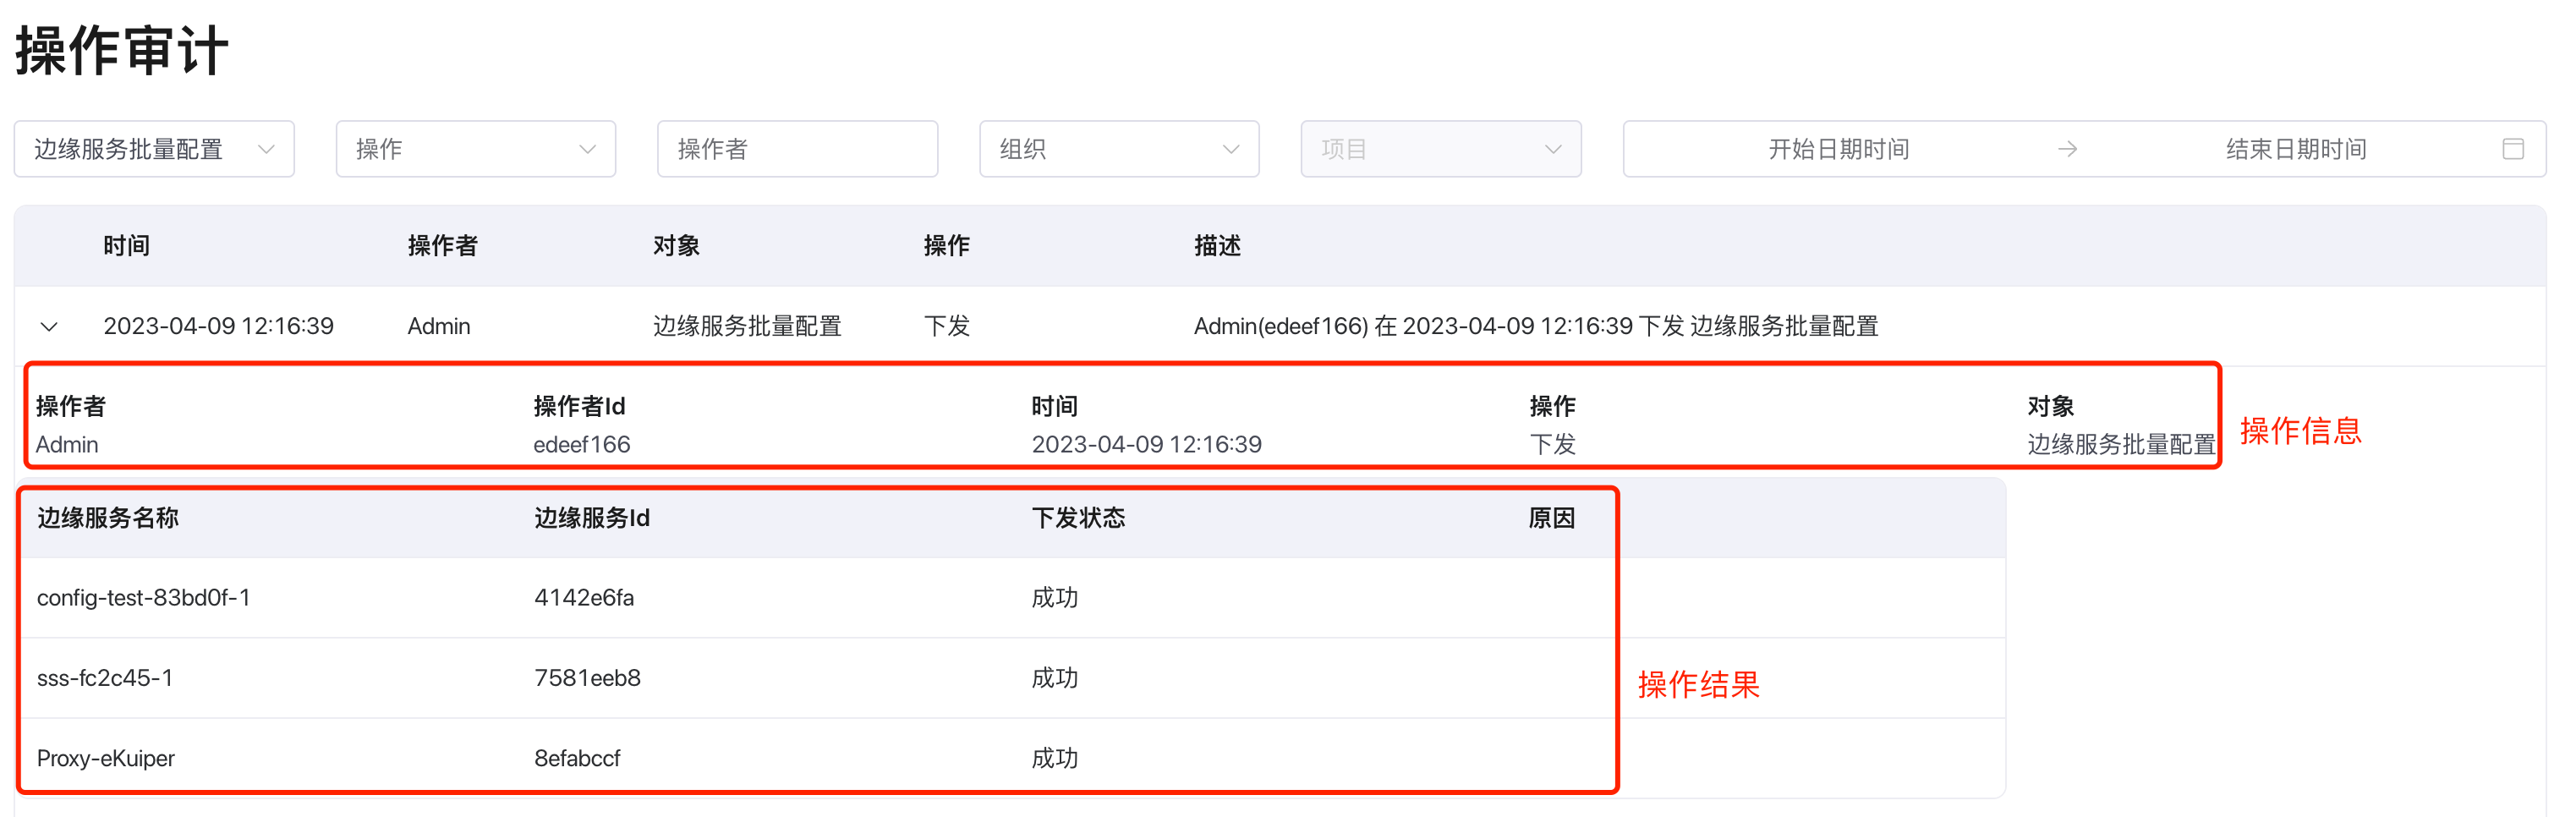 操作审计
边缘服务批量配置 操作 操作者 组织 项目 开始日期时间 → 结束日期时间
时间 操作者 对象 操作 描述
2023-04-09 12:16:39 Admin 边缘服务批量配置 下发 Admin(edeef166) 在 2023-04-09 12:16:39 下发 边缘服务批量配置
操作者 操作者Id 时间 操作 对象
Admin edeef166 2023-04-09 12:16:39 下发 边缘服务批量配置
操作信息
边缘服务名称 边缘服务Id 下发状态 原因
config-test-83bd0f-1 4142e6fa 成功
sss-fc2c45-1 7581eeb8 成功
操作结果
Proxy-eKuiper 8efabccf 成功